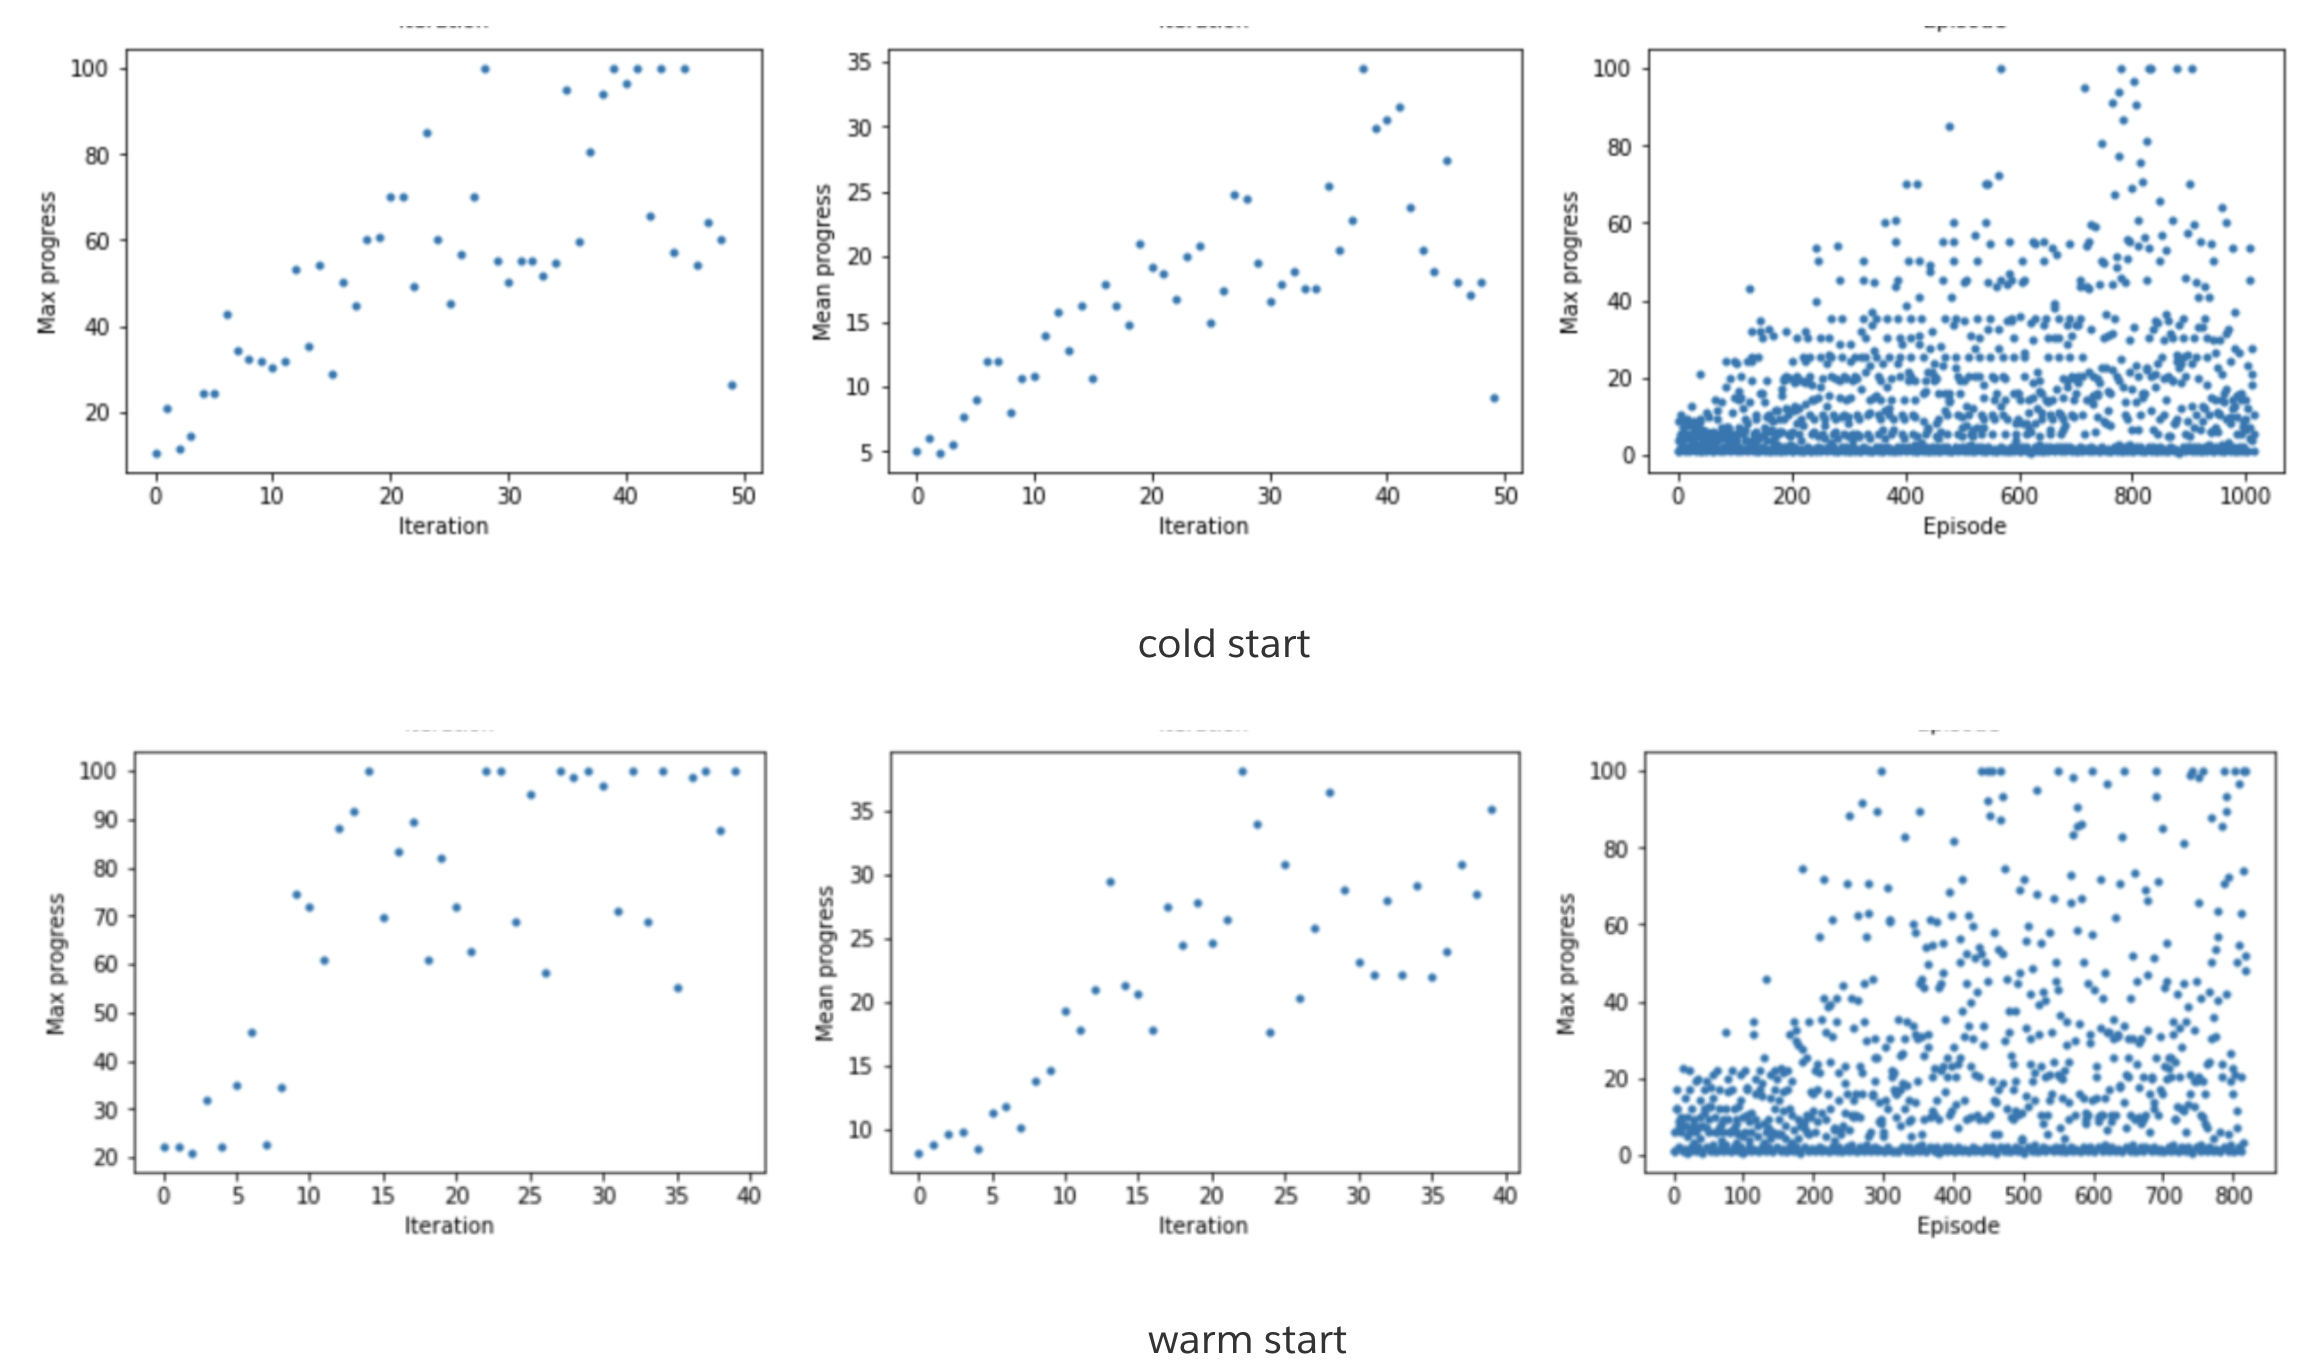 100
80
60
40
20
Max progress
0 10 20 30 40 50
Iteration
35
30
25
20
15
10
5
Mean progress
0 10 20 30 40 50
Iteration
100
80
60
40
20
0
Max progress
0 200 400 600 800 1000
Episode
cold start
100
90
80
70
60
50
40
30
20
Max progress
0 5 10 15 20 25 30 35 40
Iteration
35
30
25
20
15
10
Mean progress
0 5 10 15 20 25 30 35 40
Iteration
100
80
60
40
20
0
Max progress
0 100 200 300 400 500 600 700 800
Episode
warm start